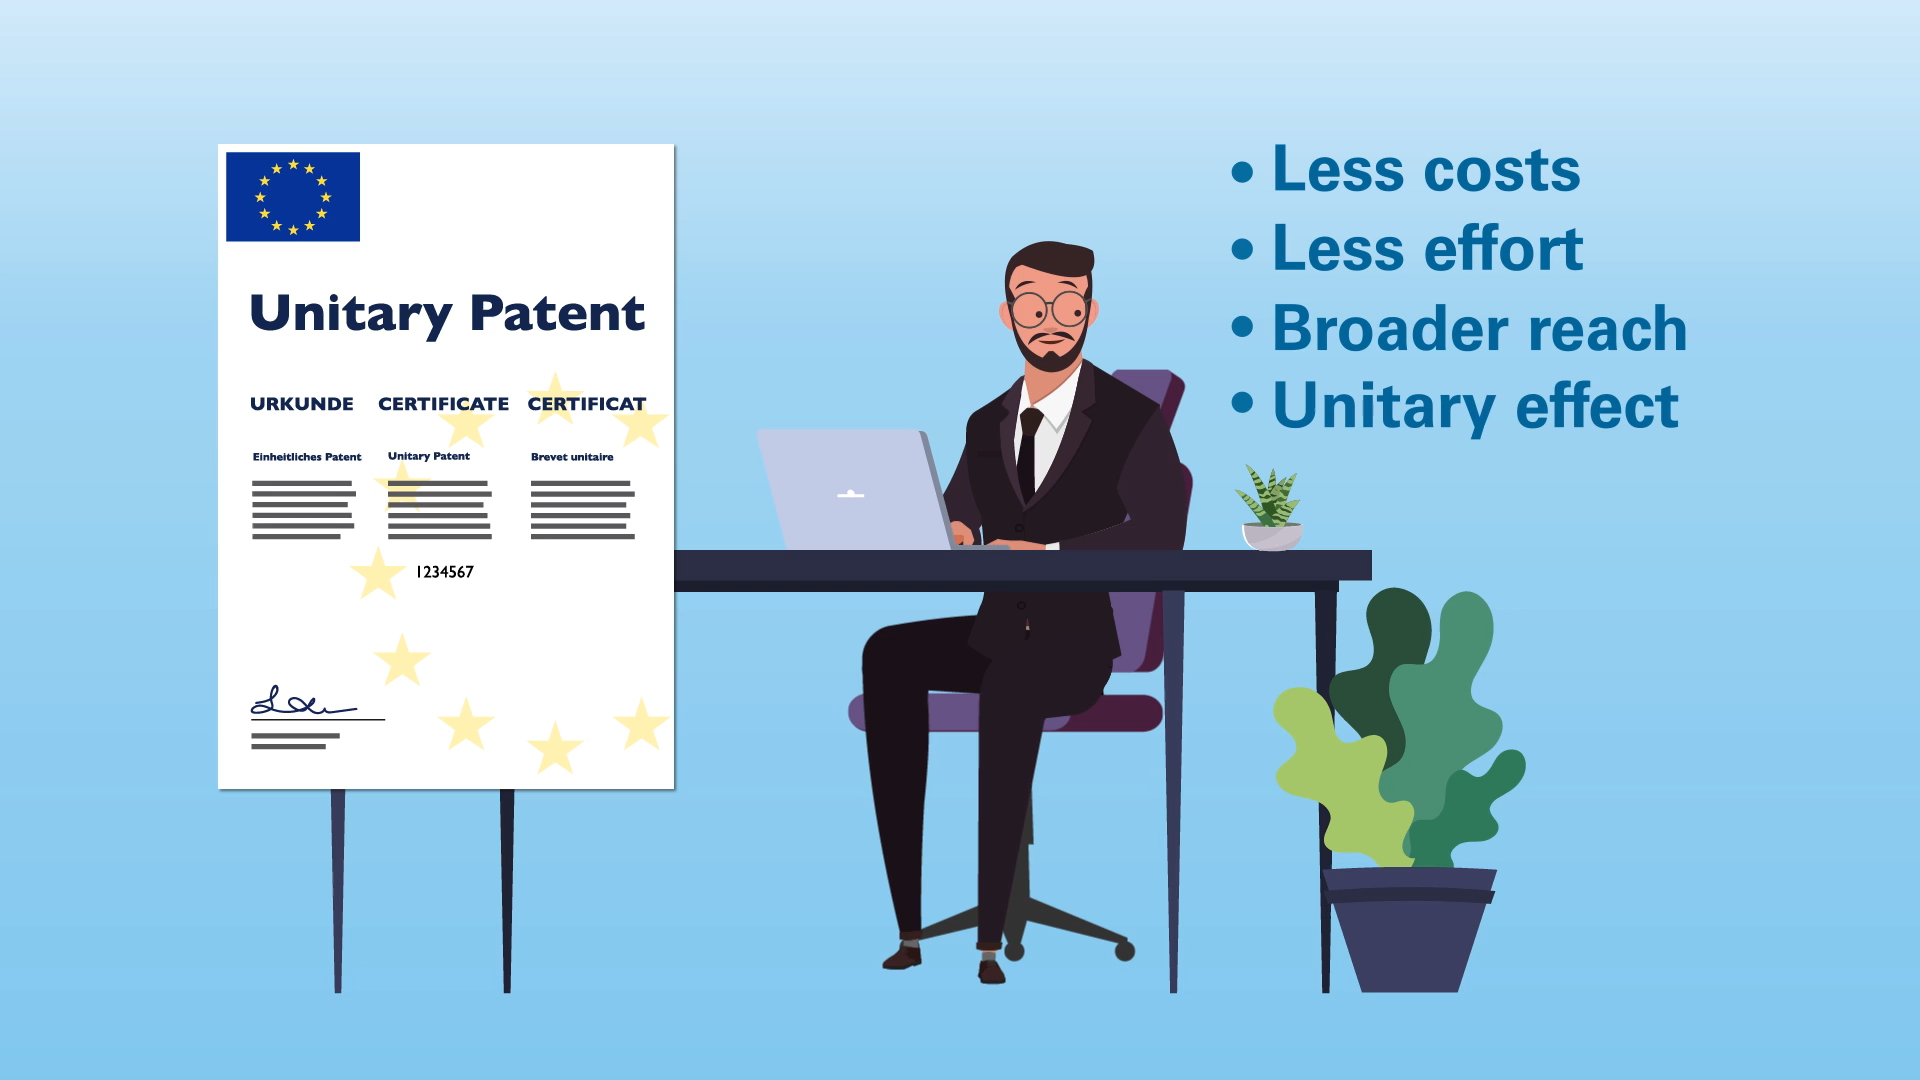 Unitary Patent
URKUNDE CERTIFICATE CERTIFICAT
Einheitliches Patent Unitary Patent Brevet unitaire
1234567
• Less costs
• Less effort
• Broader reach
• Unitary effect